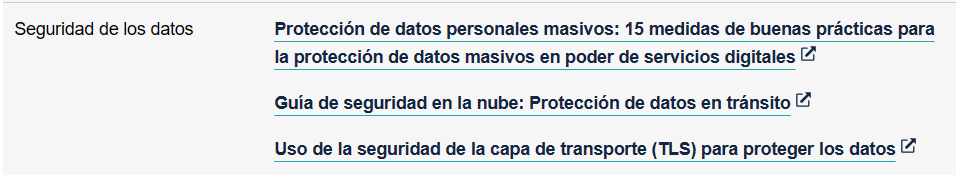 Seguridad de los datos
Protección de datos personales masivos: 15 medidas de buenas prácticas para
la protección de datos masivos en poder de servicios digitales
Guía de seguridad en la nube: Protección de datos en tránsito
Uso de la seguridad de la capa de transporte (TLS) para proteger los datos